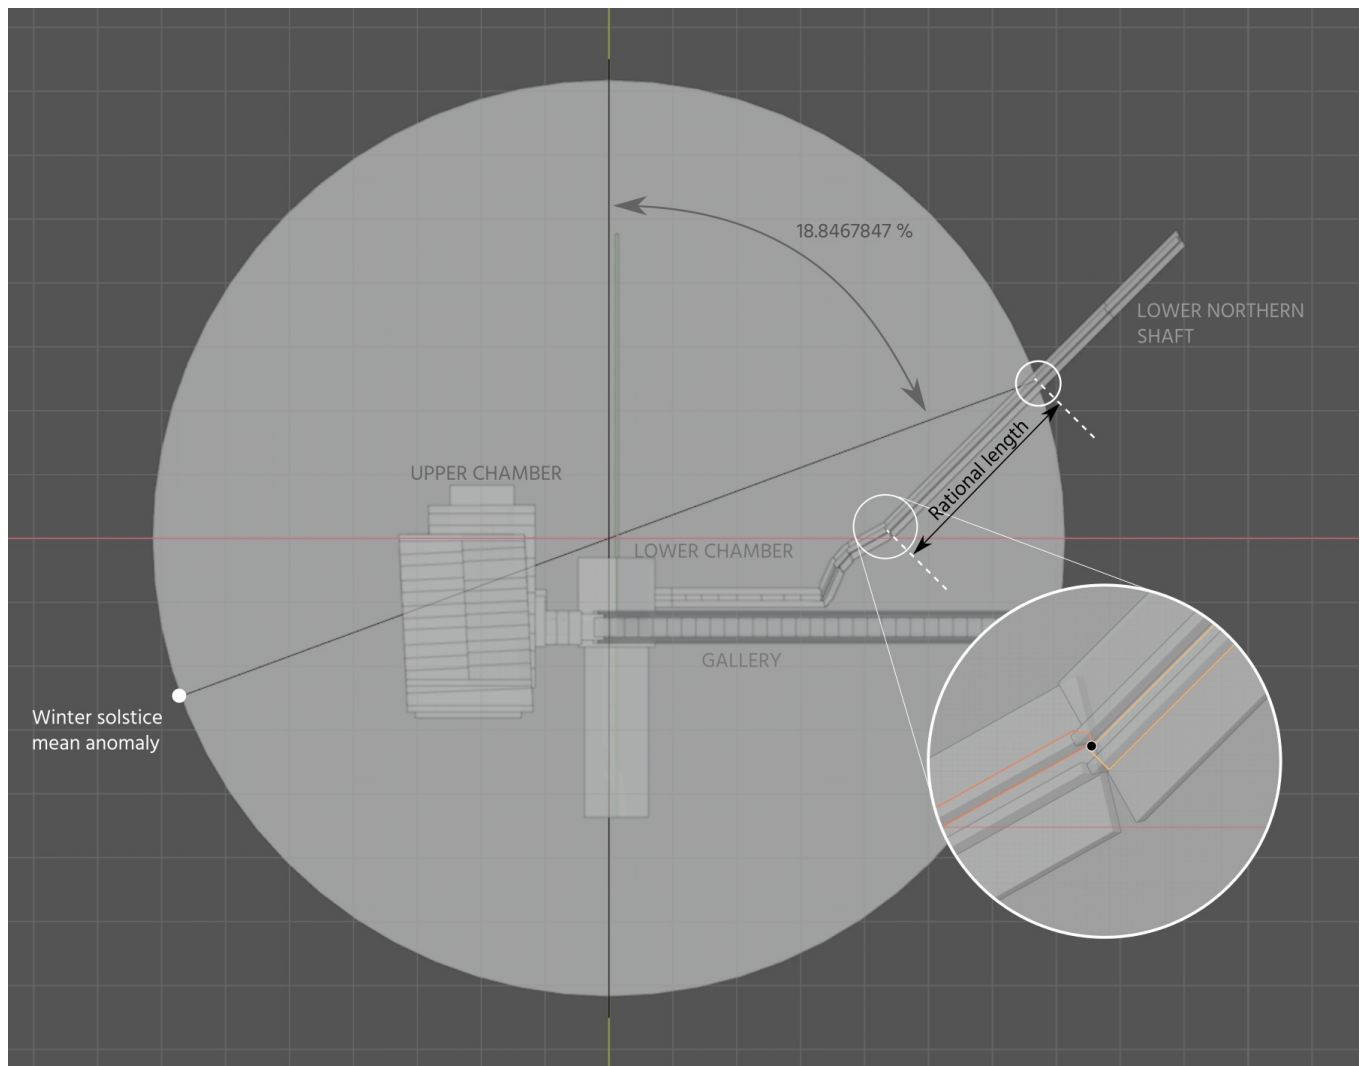 18.8467847 %
LOWER NORTHERN
SHAFT
Rational length
UPPER CHAMBER
LOWER CHAMBER
GALLERY
Winter solstice
mean anomaly